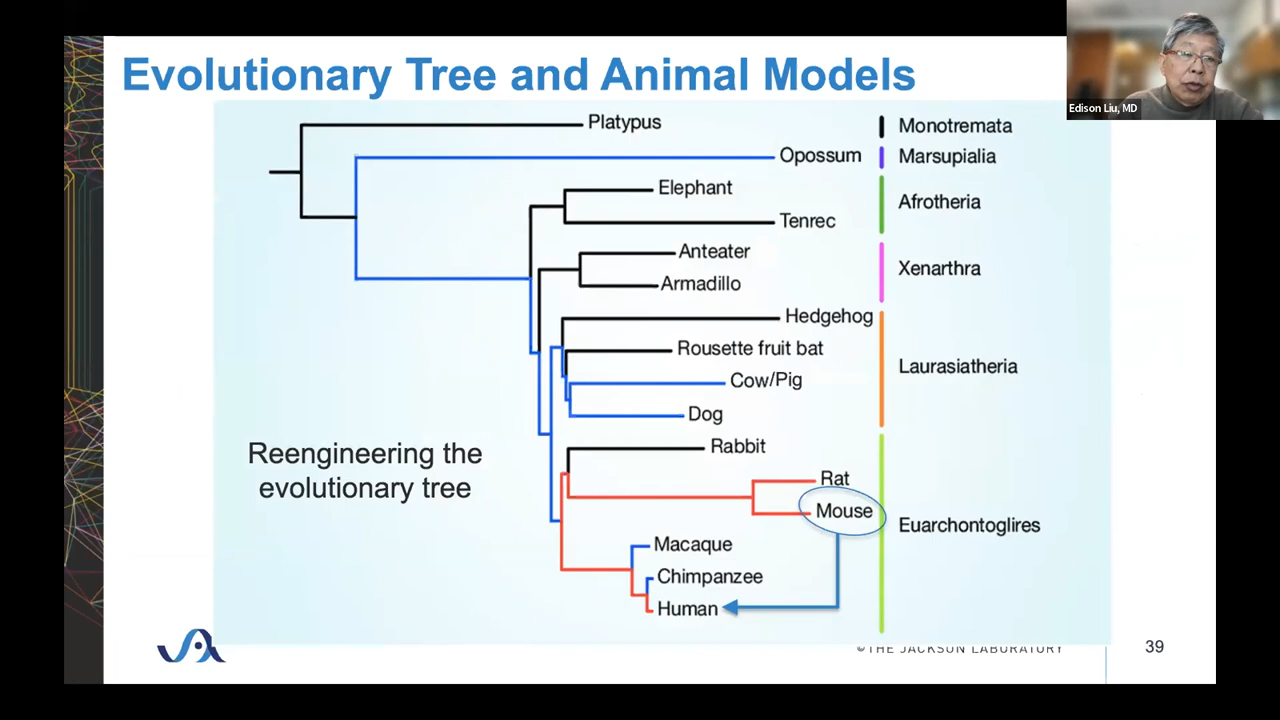 Evolutionary Tree and Animal Models
Edison Liu, MD
Platypus
Monotremata
Opossum
Marsupialia
Elephant
Afrotheria
Tenrec
Anteater
Xenarthra
Armadillo
Hedgehog
Rousette fruit bat
Laurasiatheria
Cow/Pig
Dog
Rabbit
Reengineering the
evolutionary tree
Rat
Mouse
Euarchontoglires
Macaque
Chimpanzee
Human
©THE JACKSON LABORATORY
39